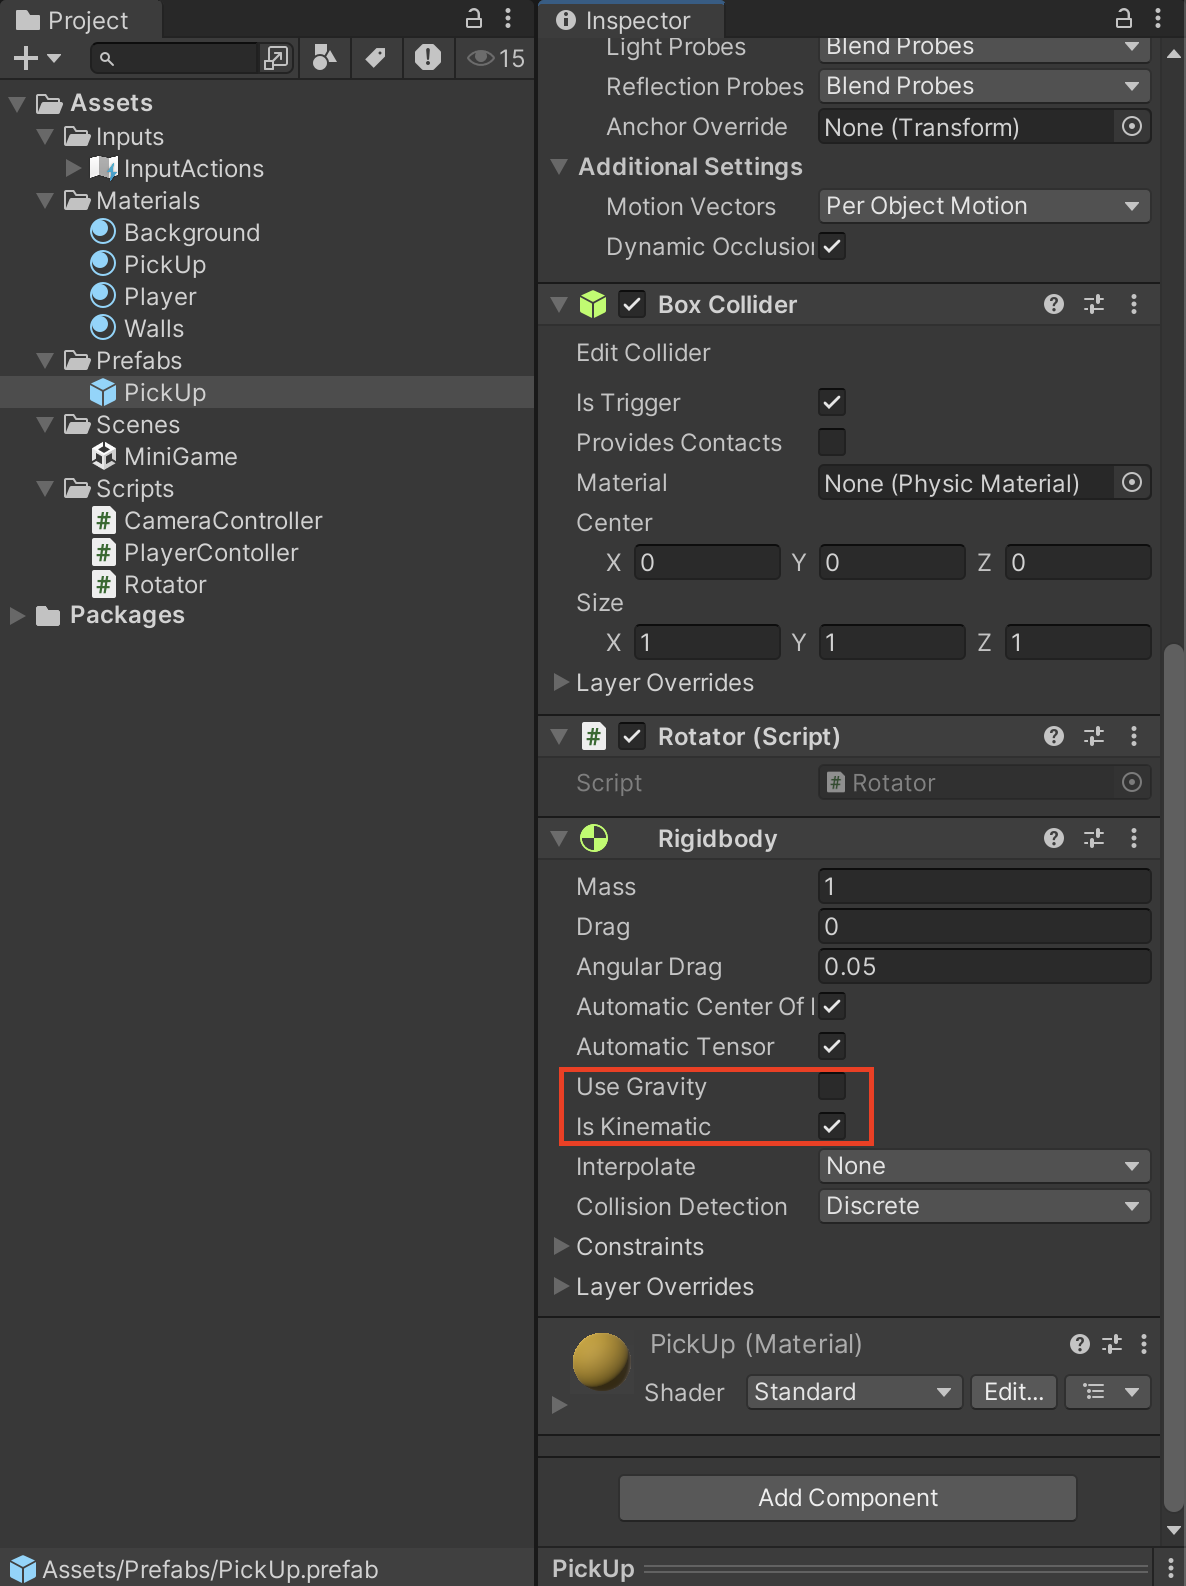 Project
15
Assets
Inputs
InputActions
Materials
Background
PickUp
Player
Walls
Prefabs
PickUp
Scenes
MiniGame
Scripts
# CameraController
# PlayerContoller
# Rotator
Packages
Assets/Prefabs/PickUp.prefab
Inspector
Light Probes Blend Probes
Reflection Probes Blend Probes
Anchor Override None (Transform)
Additional Settings
Motion Vectors Per Object Motion
Dynamic Occlusion
Box Collider
Edit Collider
Is Trigger
Provides Contacts
Material None (Physic Material)
Center
X 0 Y 0 Z 0
Size
X 1 Y 1 Z 1
Layer Overrides
# Rotator (Script)
Script # Rotator
Rigidbody
Mass 1
Drag 0
Angular Drag 0.05
Automatic Center Of
Automatic Tensor
Use Gravity
Is Kinematic
Interpolate None
Collision Detection Discrete
Constraints
Layer Overrides
PickUp (Material)
Shader Standard Edit...
Add Component
PickUp